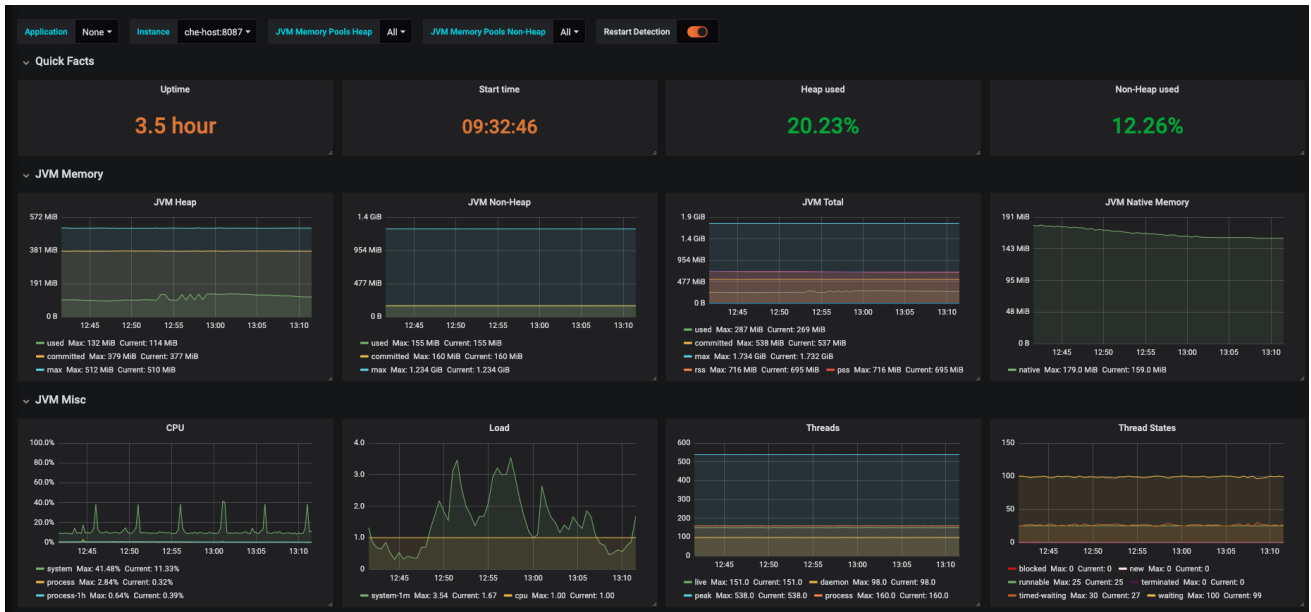 Application None Instance che-host:8087 JVM Memory Pools Heap All JVM Memory Pools Non-Heap All Restart Detection
Quick Facts
Uptime
3.5 hour
Start time
09:32:46
Heap used
20.23%
Non-Heap used
12.26%
JVM Memory
JVM Heap
572 MiB
381 MiB
191 MiB
0 B
12:45 12:50 12:55 13:00 13:05 13:10
used Max: 132 MiB Current: 114 MiB
committed Max: 379 MiB Current: 377 MiB
max Max: 512 MiB Current: 510 MiB
JVM Non-Heap
1.4 GiB
954 MiB
477 MiB
0 B
12:45 12:50 12:55 13:00 13:05 13:10
used Max: 155 MiB Current: 155 MiB
committed Max: 160 MiB Current: 160 MiB
max Max: 1.234 GiB Current: 1.234 GiB
JVM Total
1.9 GiB
1.4 GiB
954 MiB
477 MiB
0 B
12:45 12:50 12:55 13:00 13:05 13:10
used Max: 287 MiB Current: 269 MiB
committed Max: 538 MiB Current: 537 MiB
max Max: 1.734 GiB Current: 1.732 GiB
rss Max: 716 MiB Current: 695 MiB pss Max: 716 MiB Current: 695 MiB
JVM Native Memory
191 MiB
143 MiB
95 MiB
48 MiB
0 B
12:45 12:50 12:55 13:00 13:05 13:10
native Max: 179.0 MiB Current: 159.0 MiB
JVM Misc
CPU
100.0%
80.0%
60.0%
40.0%
20.0%
0%
12:45 12:50 12:55 13:00 13:05 13:10
system Max: 41.48% Current: 11.33%
process Max: 2.84% Current: 0.32%
process-1h Max: 0.64% Current: 0.39%
Load
4.0
3.0
2.0
1.0
0
12:45 12:50 12:55 13:00 13:05 13:10
system-1m Max: 3.54 Current: 1.67 cpu Max: 1.00 Current: 1.00
Threads
600
500
400
300
200
100
0
12:45 12:50 12:55 13:00 13:05 13:10
live Max: 151.0 Current: 151.0 daemon Max: 98.0 Current: 98.0
peak Max: 538.0 Current: 538.0 process Max: 160.0 Current: 160.0
Thread States
150
100
50
0
12:45 12:50 12:55 13:00 13:05 13:10
blocked Max: 0 Current: 0 new Max: 0 Current: 0
runnable Max: 25 Current: 25 terminated Max: 0 Current: 0
timed-waiting Max: 30 Current: 27 waiting Max: 100 Current: 99